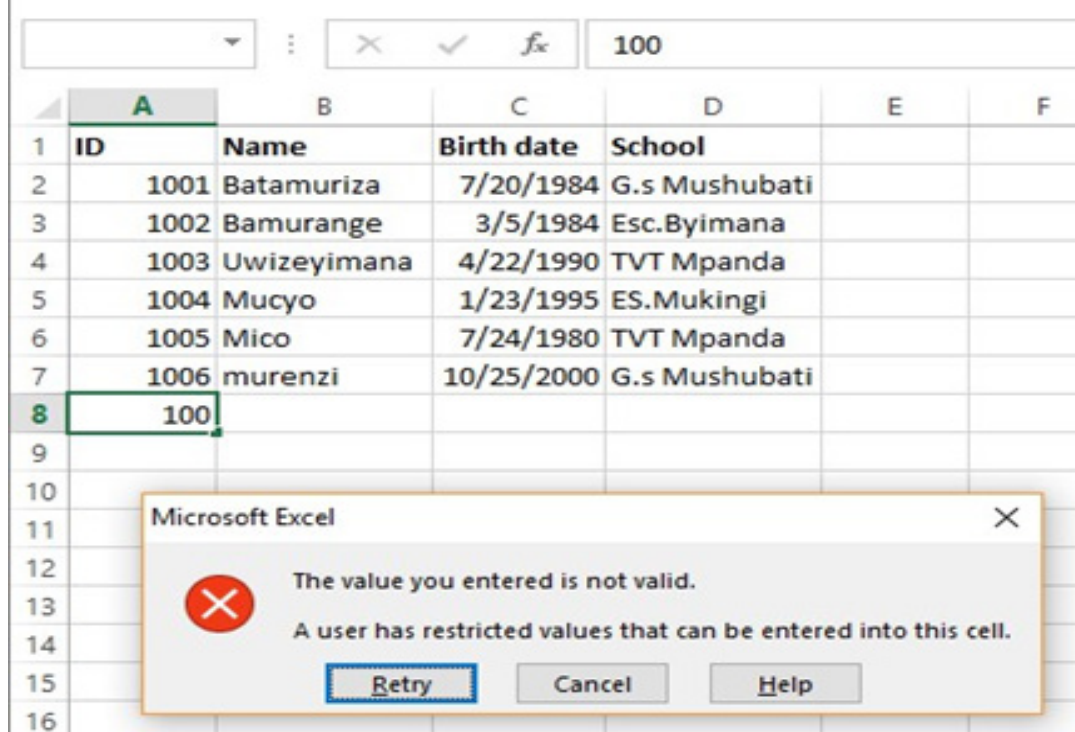 fx 100
A B C D E F
1 ID Name Birth date School
2 1001 Batamuriza 7/20/1984 G.s Mushubati
3 1002 Bamurange 3/5/1984 Esc.Byimana
4 1003 Uwizeyimana 4/22/1990 TVT Mpanda
5 1004 Mucyo 1/23/1995 ES.Mukingi
6 1005 Mico 7/24/1980 TVT Mpanda
7 1006 murenzi 10/25/2000 G.s Mushubati
8 100
9
10
11
12
13
14
15
16
Microsoft Excel
The value you entered is not valid.
A user has restricted values that can be entered into this cell.
Retry Cancel Help